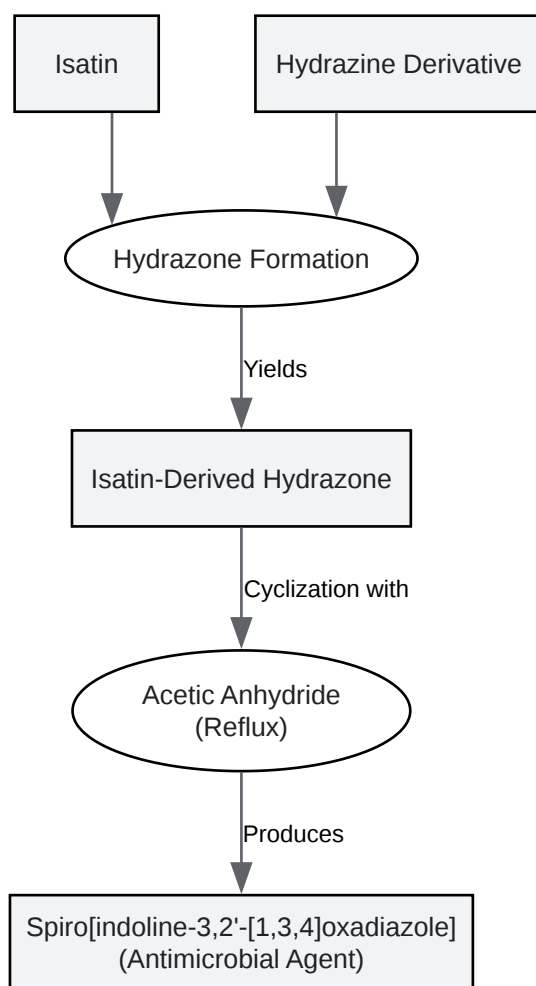 Isatin
Hydrazine Derivative
Hydrazone Formation
Yields
Isatin-Derived Hydrazone
Cyclization with
Acetic Anhydride
(Reflux)
Produces
Spiro[indoline-3,2'-[1,3,4]oxadiazole]
(Antimicrobial Agent)